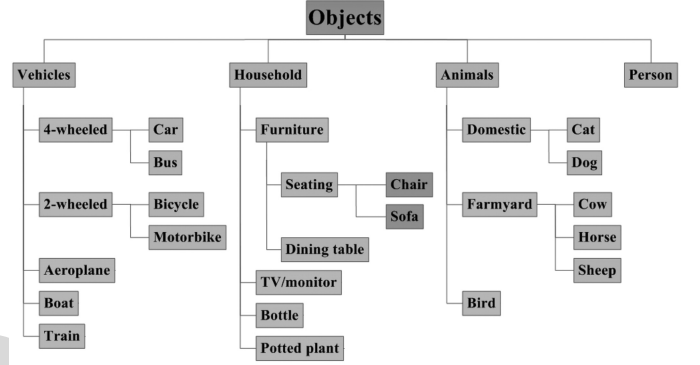 Objects
Vehicles
Household
Animals
Person
4-wheeled
Car
Bus
2-wheeled
Bicycle
Motorbike
Aeroplane
Boat
Train
Furniture
Seating
Chair
Sofa
Dining table
TV/monitor
Bottle
Potted plant
Domestic
Cat
Dog
Farmyard
Cow
Horse
Sheep
Bird